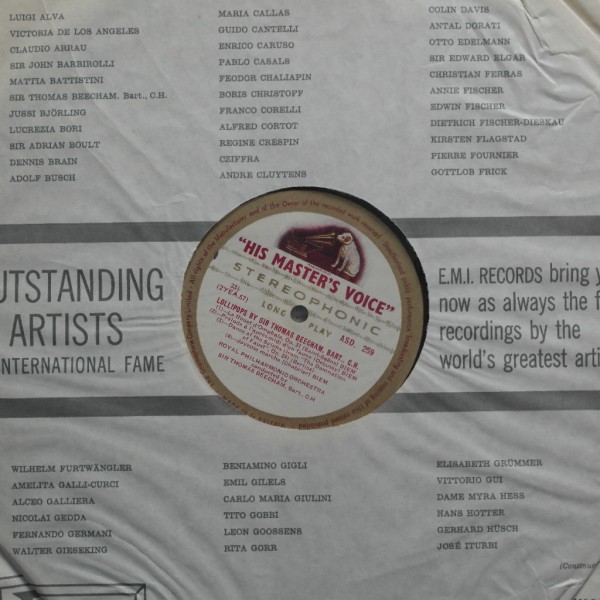 LUIGI ALVA
VICTORIA DE LOS ANGELES
CLAUDIO ARRAU
SIR JOHN BARBIROLLI
MATTIA BATTISTINI
SIR THOMAS BEECHAM, Bart., C.H.
JUSSI BJÖRLING
LUCREZIA BORI
SIR ADRIAN BOULT
DENNIS BRAIN
ADOLF BUSCH
MARIA CALLAS
GUIDO CANTELLI
ENRICO CARUSO
PABLO CASALS
FEODOR CHALIAPIN
BORIS CHRISTOFF
FRANCO CORELLI
ALFRED CORTOT
REGINE CRESPIN
CZIFFRA
ANDRE CLUYTENS
COLIN DAVIS
ANTAL DORATI
OTTO EDELMANN
SIR EDWARD ELGAR
CHRISTIAN FERRAS
ANNIE FISCHER
EDWIN FISCHER
DIETRICH FISCHER-DIESKAU
KIRSTEN FLAGSTAD
PIERRE FOURNIER
GOTTLOB FRICK
UTSTANDING
ARTISTS
INTERNATIONAL FAME
"HIS MASTER'S VOICE"
STEREOPHONIC
LONG PLAY
(2YEA.57)
ASD. 259
LOLLIPOPS BY SIR THOMAS BEECHAM, BART., C.H.
ROYAL PHILHARMONIC ORCHESTRA
conducted by
SIR THOMAS BEECHAM, Bart., C.H.
E.M.I. RECORDS bring
now as always the
recordings by the
world's greatest
WILHELM FURTWÄNGLER
AMELITA GALLI-CURCI
ALCEO GALLIERA
NICOLAI GEDDA
FERNANDO GERMANI
WALTER GIESEKING
BENIAMINO GIGLI
EMIL GILELS
CARLO MARIA GIULINI
TITO GOBBI
LEON GOOSSENS
RITA GORR
ELISABETH GRÜMMER
VITTORIO GUI
DAME MYRA HESS
HANS HOTTER
GERHARD HÜSCH
JOSÉ ITURBI